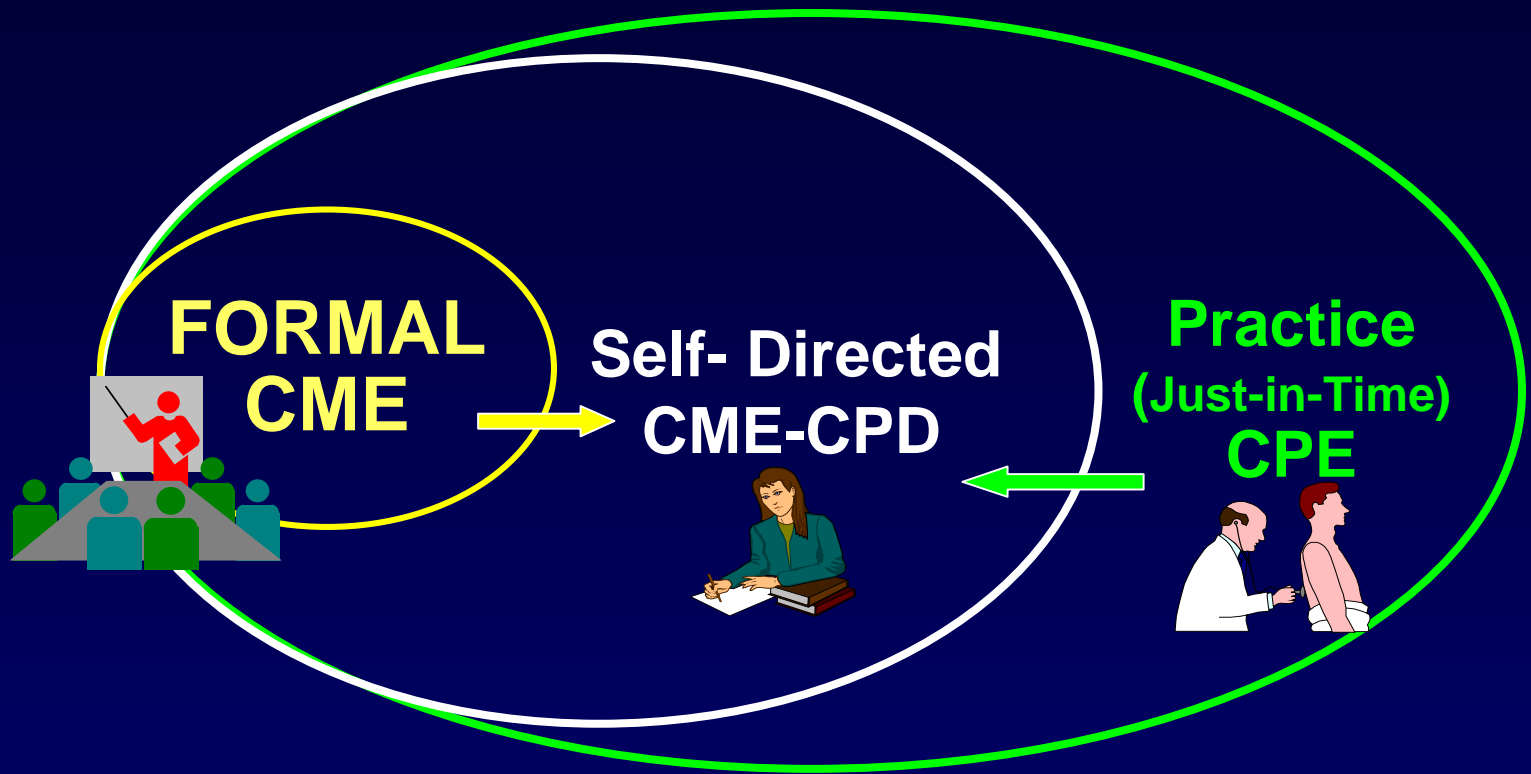 FORMAL
CME
Self- Directed
CME-CPD
Practice
(Just-in-Time)
CPE